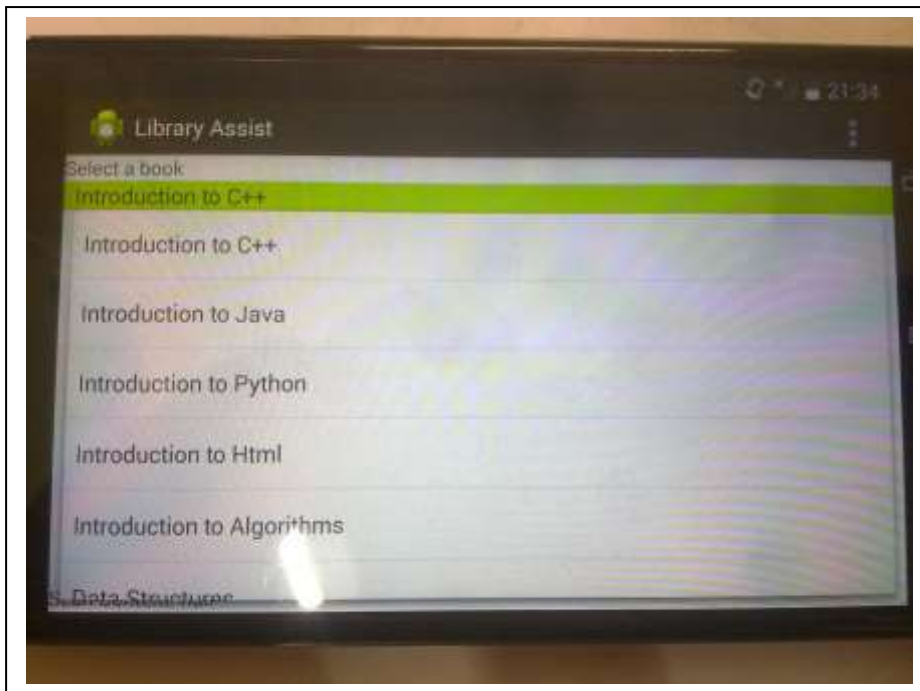 21:34
Library Assist
Select a book
Introduction to C++
Introduction to C++
Introduction to Java
Introduction to Python
Introduction to Html
Introduction to Algorithms
Data Structures